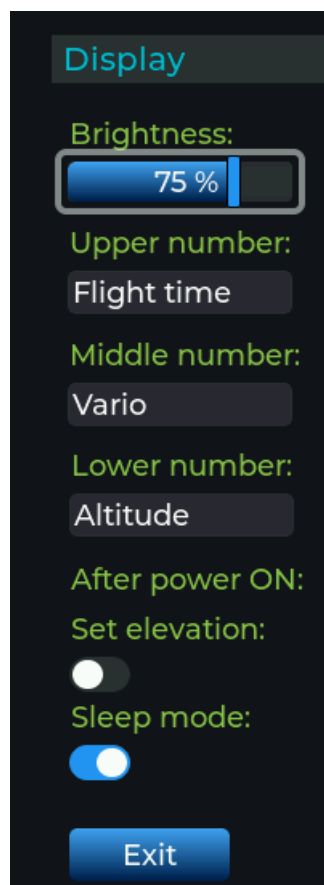 Display
Brightness:
75 %
Upper number:
Flight time
Middle number:
Vario
Lower number:
Altitude
After power ON:
Set elevation:
Sleep mode:
Exit